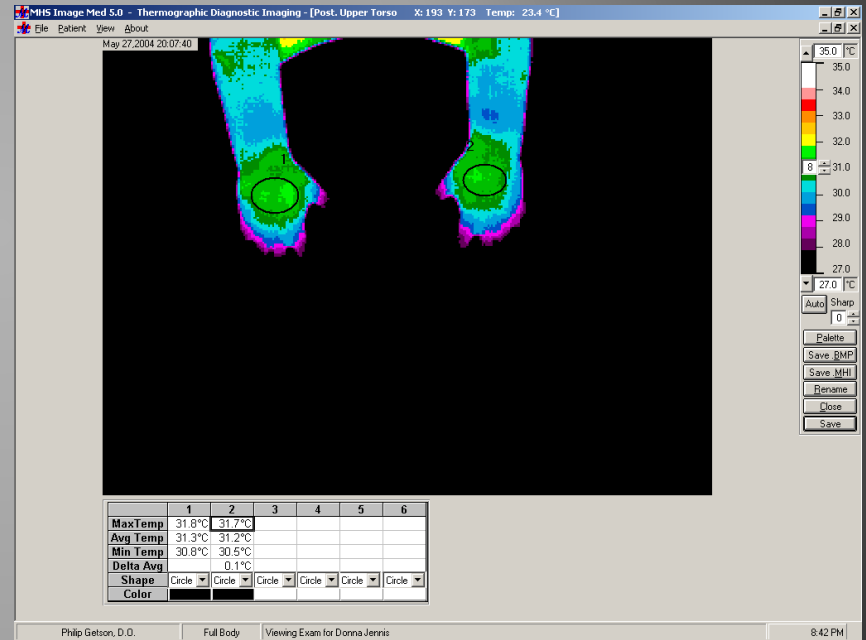 MHS Image Med 5.0 - Thermographic Diagnostic Imaging - [Post. Upper Torso X: 193 Y: 173 Temp: 23.4 °C]
File Patient View About
May 27,2004 20:07:40
35.0 °C
35.0
34.0
33.0
32.0
8 31.0
30.0
29.0
28.0
27.0
27.0 °C
Auto Sharp
0
Palette
Save .BMP
Save .MHI
Rename
Close
Save
1
2
1 2 3 4 5 6
MaxTemp 31.8°C 31.7°C
Avg Temp 31.3°C 31.2°C
Min Temp 30.8°C 30.5°C
Delta Avg 0.1°C
Shape Circle Circle Circle Circle Circle Circle
Color
Philip Getson, D.O. Full Body Viewing Exam for Donna Jennis 8:42 PM